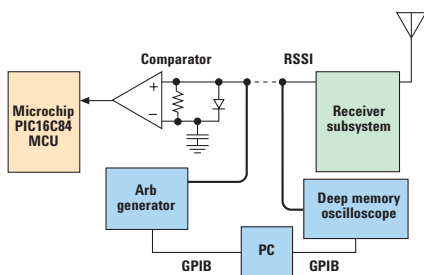 Comparator
RSSI
Microchip
PIC16C84
MCU
+
−
Receiver
subsystem
Arb
generator
Deep memory
oscilloscope
PC
GPIB
GPIB